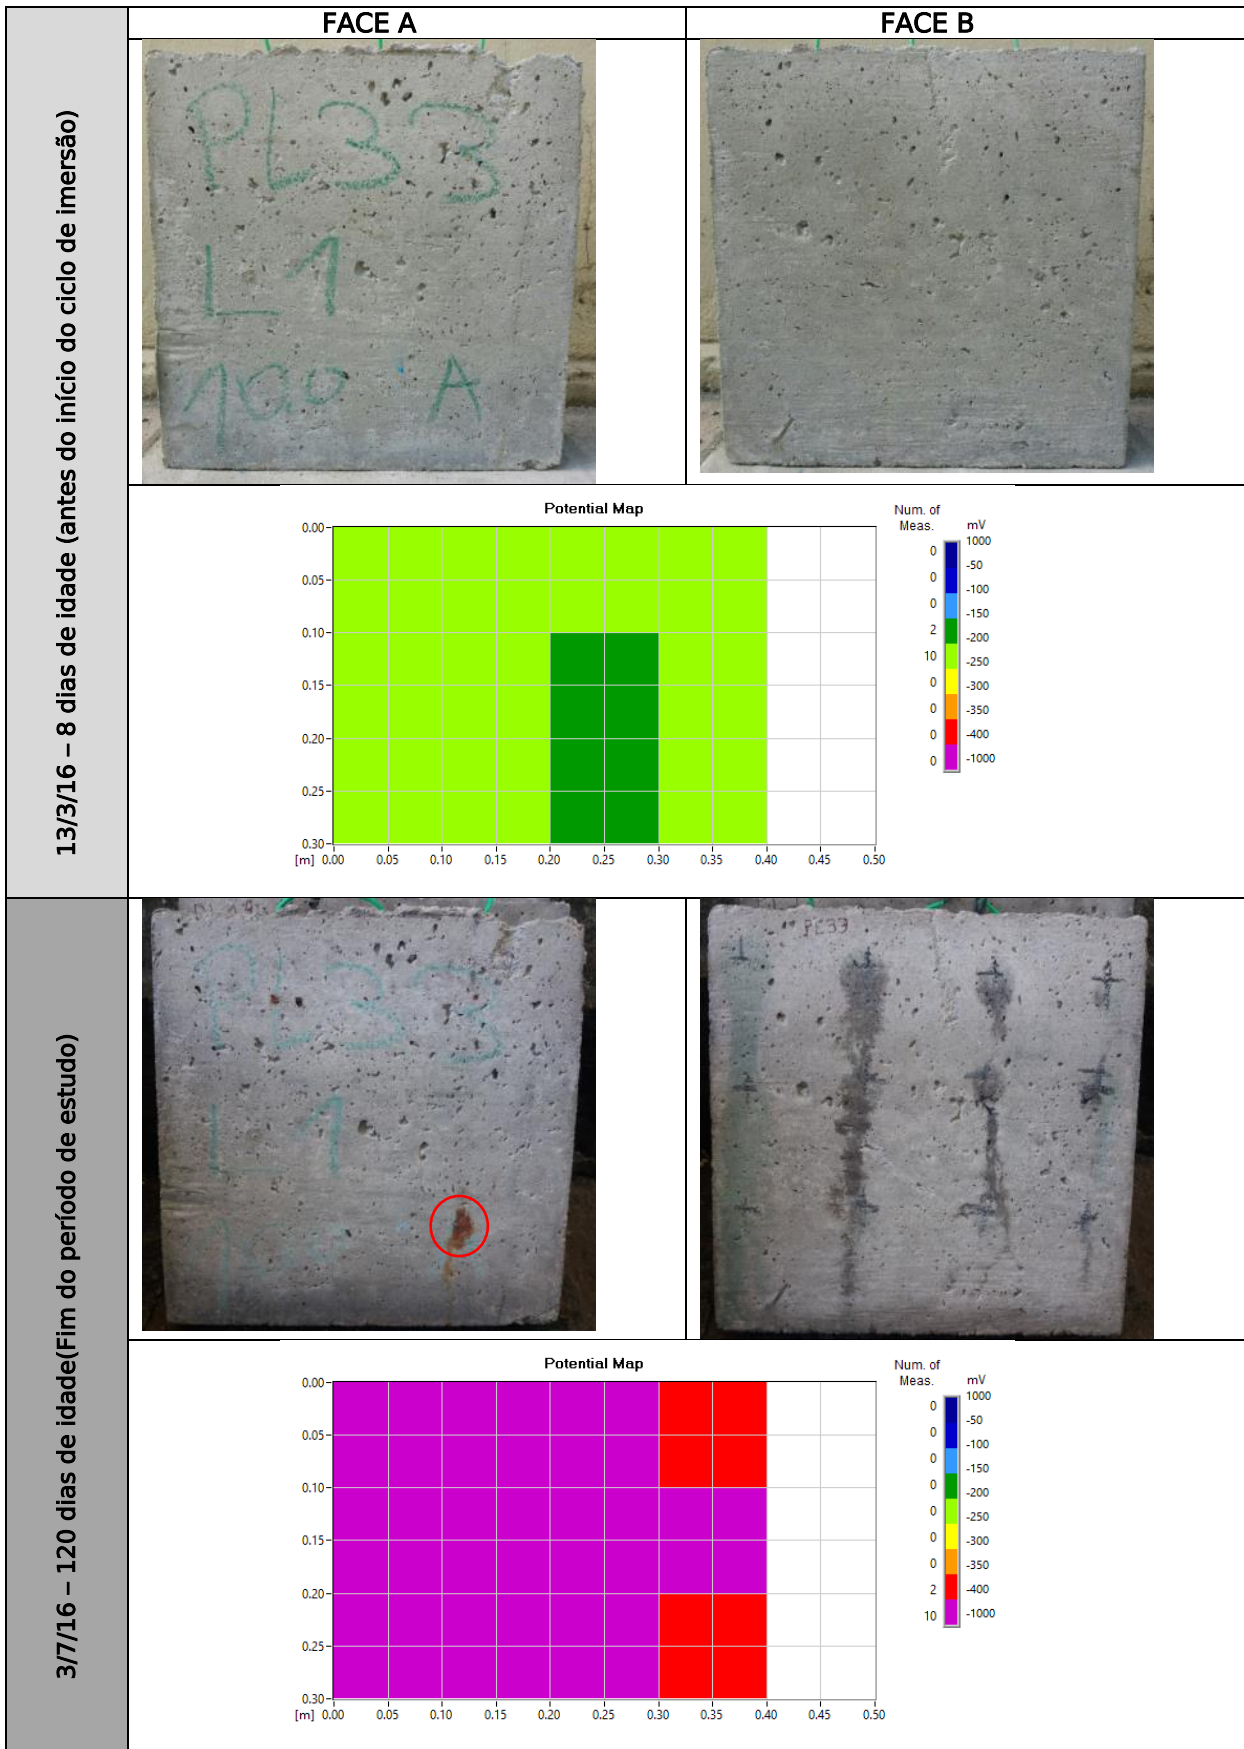 FACE A
FACE B
13/3/16 – 8 dias de idade (antes do início do ciclo de imersão)
PL33
L1
100 A
Potential Map
Num. of
Meas.
mV
0.00
0.05
0.10
0.15
0.20
0.25
0.30
[m] 0.00 0.05 0.10 0.15 0.20 0.25 0.30 0.35 0.40 0.45 0.50
0
0
0
2
10
0
0
0
0
1000
-50
-100
-150
-200
-250
-300
-350
-400
-1000
3/7/16 – 120 dias de idade(Fim do período de estudo)
PL33
L1
100
PE33
Potential Map
Num. of
Meas.
mV
0.00
0.05
0.10
0.15
0.20
0.25
0.30
[m] 0.00 0.05 0.10 0.15 0.20 0.25 0.30 0.35 0.40 0.45 0.50
0
0
0
0
0
0
0
2
10
1000
-50
-100
-150
-200
-250
-300
-350
-400
-1000